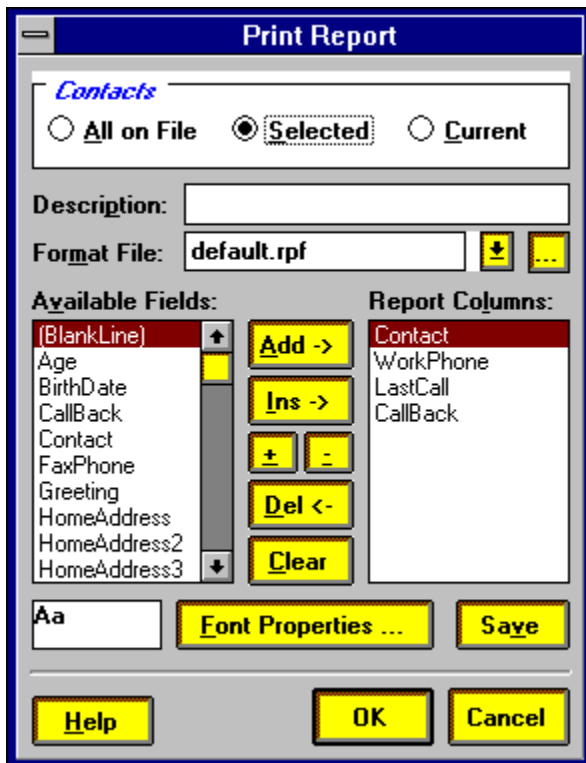 Print Report
Contacts
All on File Selected Current
Description:
Format File: default.rpf ...
Available Fields: Report Columns:
(BlankLine)
Age
BirthDate
CallBack
Contact
FaxPhone
Greeting
HomeAddress
HomeAddress2
HomeAddress3
Add ->
Ins ->
+ -
Del <-
Clear
Contact
WorkPhone
LastCall
CallBack
Aa Font Properties ... Save
Help OK Cancel